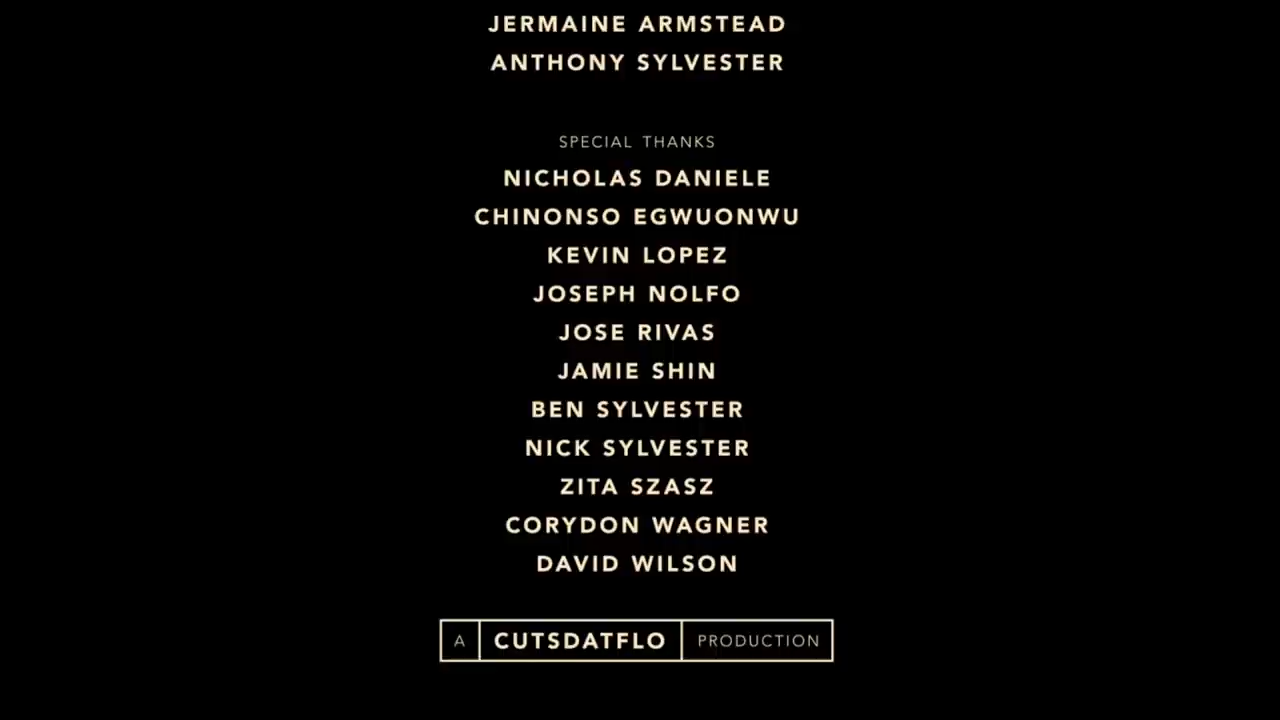 JERMAINE ARMSTEAD
ANTHONY SYLVESTER
SPECIAL THANKS
NICHOLAS DANIELE
CHINONSO EGWUONWU
KEVIN LOPEZ
JOSEPH NOLFO
JOSE RIVAS
JAMIE SHIN
BEN SYLVESTER
NICK SYLVESTER
ZITA SZASZ
CORYDON WAGNER
DAVID WILSON
A CUTSDATFLO PRODUCTION